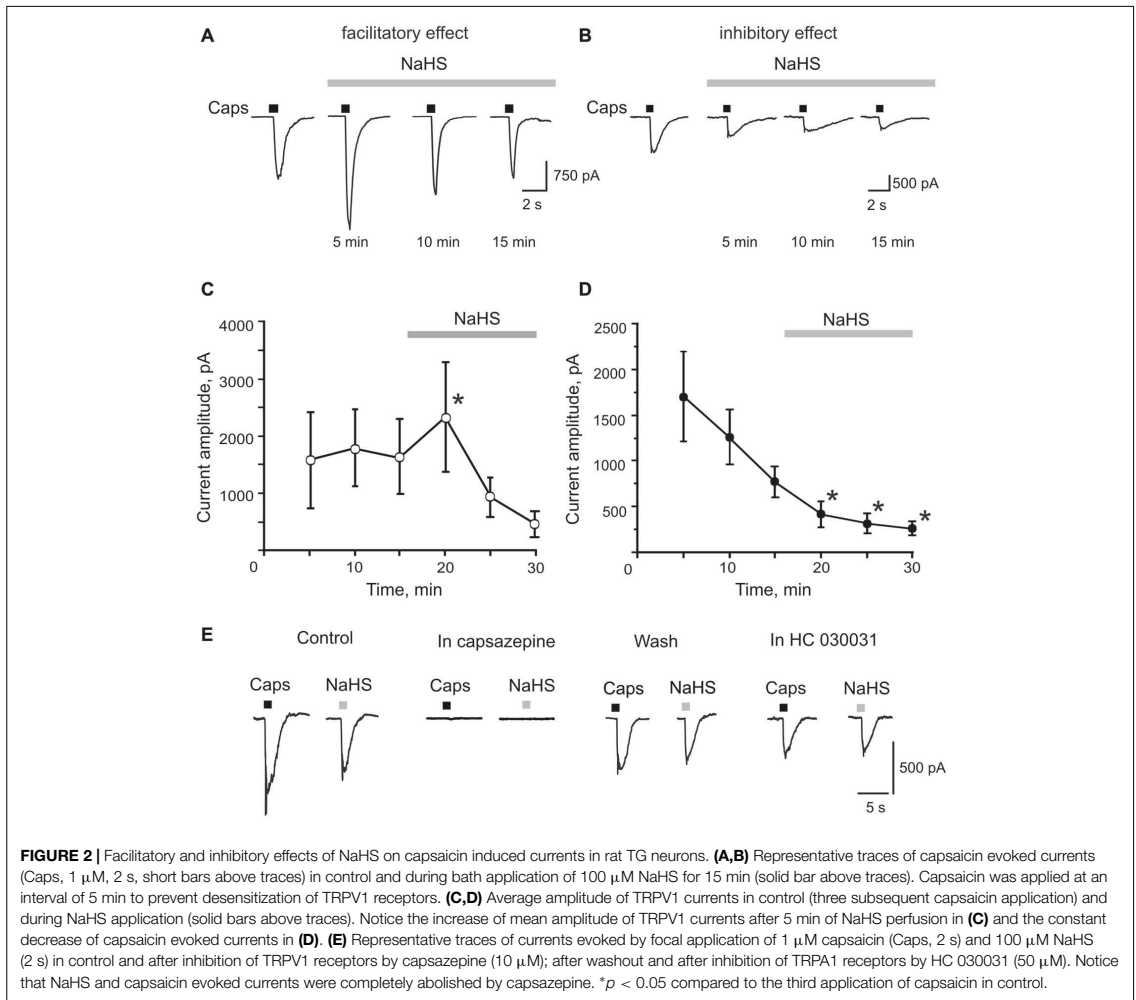 A
facilitatory effect
NaHS
Caps
750 pA
2 s
5 min 10 min 15 min
B
inhibitory effect
NaHS
Caps
500 pA
2 s
5 min 10 min 15 min
C
NaHS
4000
3000
2000
1000
Current amplitude, pA
*
0 10 20 30
Time, min
D
NaHS
2500
2000
1500
1000
500
Current amplitude, pA
* * *
0 10 20 30
Time, min
E
Control In capsazepine Wash In HC 030031
Caps NaHS Caps NaHS Caps NaHS Caps NaHS
500 pA
5 s
FIGURE 2 | Facilitatory and inhibitory effects of NaHS on capsaicin induced currents in rat TG neurons. (A,B) Representative traces of capsaicin evoked currents
(Caps, 1 μM, 2 s, short bars above traces) in control and during bath application of 100 μM NaHS for 15 min (solid bar above traces). Capsaicin was applied at an
interval of 5 min to prevent desensitization of TRPV1 receptors. (C,D) Average amplitude of TRPV1 currents in control (three subsequent capsaicin application) and
during NaHS application (solid bars above traces). Notice the increase of mean amplitude of TRPV1 currents after 5 min of NaHS perfusion in (C) and the constant
decrease of capsaicin evoked currents in (D). (E) Representative traces of currents evoked by focal application of 1 μM capsaicin (Caps, 2 s) and 100 μM NaHS
(2 s) in control and after inhibition of TRPV1 receptors by capsazepine (10 μM); after washout and after inhibition of TRPA1 receptors by HC 030031 (50 μM). Notice
that NaHS and capsaicin evoked currents were completely abolished by capsazepine. *p < 0.05 compared to the third application of capsaicin in control.